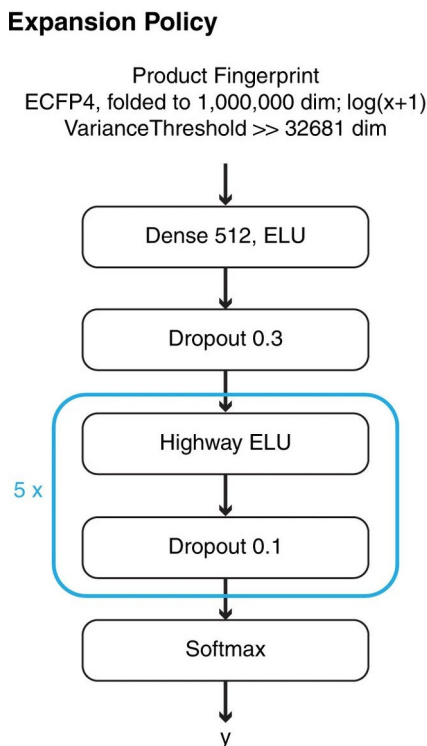 Expansion Policy
Product Fingerprint
ECFP4, folded to 1,000,000 dim; log(x+1)
VarianceThreshold >> 32681 dim
Dense 512, ELU
Dropout 0.3
Highway ELU
5 x
Dropout 0.1
Softmax
y